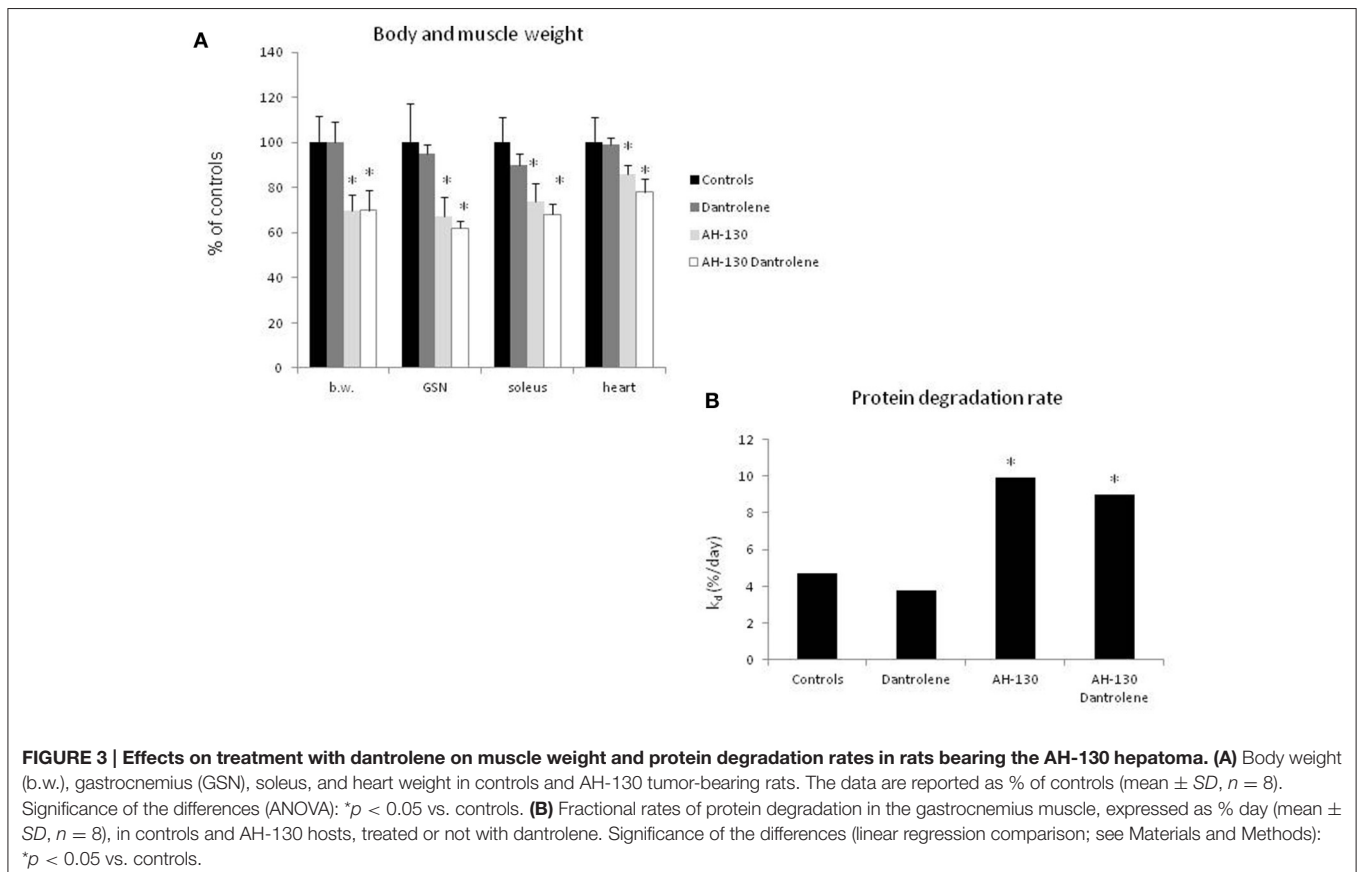 A
Body and muscle weight
140
120
100
80
60
40
20
0
% of controls
* * * * * * * *
b.w. GSN soleus heart
Controls
Dantrolene
AH-130
AH-130 Dantrolene
B
Protein degradation rate
12
10
8
6
4
2
0
kd (%/day)
* *
Controls Dantrolene AH-130 AH-130
Dantrolene
FIGURE 3 | Effects on treatment with dantrolene on muscle weight and protein degradation rates in rats bearing the AH-130 hepatoma. (A) Body weight
(b.w.), gastrocnemius (GSN), soleus, and heart weight in controls and AH-130 tumor-bearing rats. The data are reported as % of controls (mean ± SD, n = 8).
Significance of the differences (ANOVA): *p < 0.05 vs. controls. (B) Fractional rates of protein degradation in the gastrocnemius muscle, expressed as % day (mean ±
SD, n = 8), in controls and AH-130 hosts, treated or not with dantrolene. Significance of the differences (linear regression comparison; see Materials and Methods):
*p < 0.05 vs. controls.